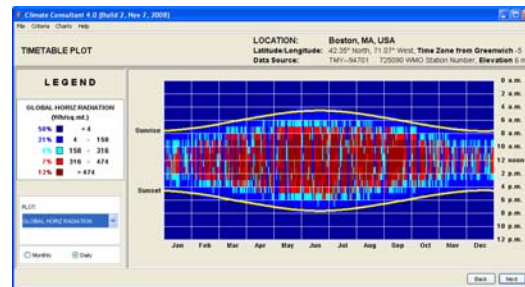 Climate Consultant 4.0 (Build 2, Nov 7, 2008)
File Criteria Charts Help
TIMETABLE PLOT
LOCATION: Boston, MA, USA
Latitude/Longitude: 42.35° North, 71.07° West, Time Zone from Greenwich -5
Data Source: TMY--94701 725090 WMO Station Number, Elevation 6 m
LEGEND
GLOBAL HORIZ RADIATION
(Wh/sq.mt.)
58% < 4
21% 4 - 158
158 - 316
7% 316 - 474
12% > 474
PLOT:
GLOBAL HORIZ RADIATION
Monthly Daily
Sunrise
Sunset
0 a.m.
2 a.m.
4 a.m.
6 a.m.
8 a.m.
10 a.m.
12 noon
2 p.m.
4 p.m.
6 p.m.
8 p.m.
10 p.m.
12 p.m.
Jan Feb Mar Apr May Jun Jul Aug Sep Oct Nov Dec
Back Next